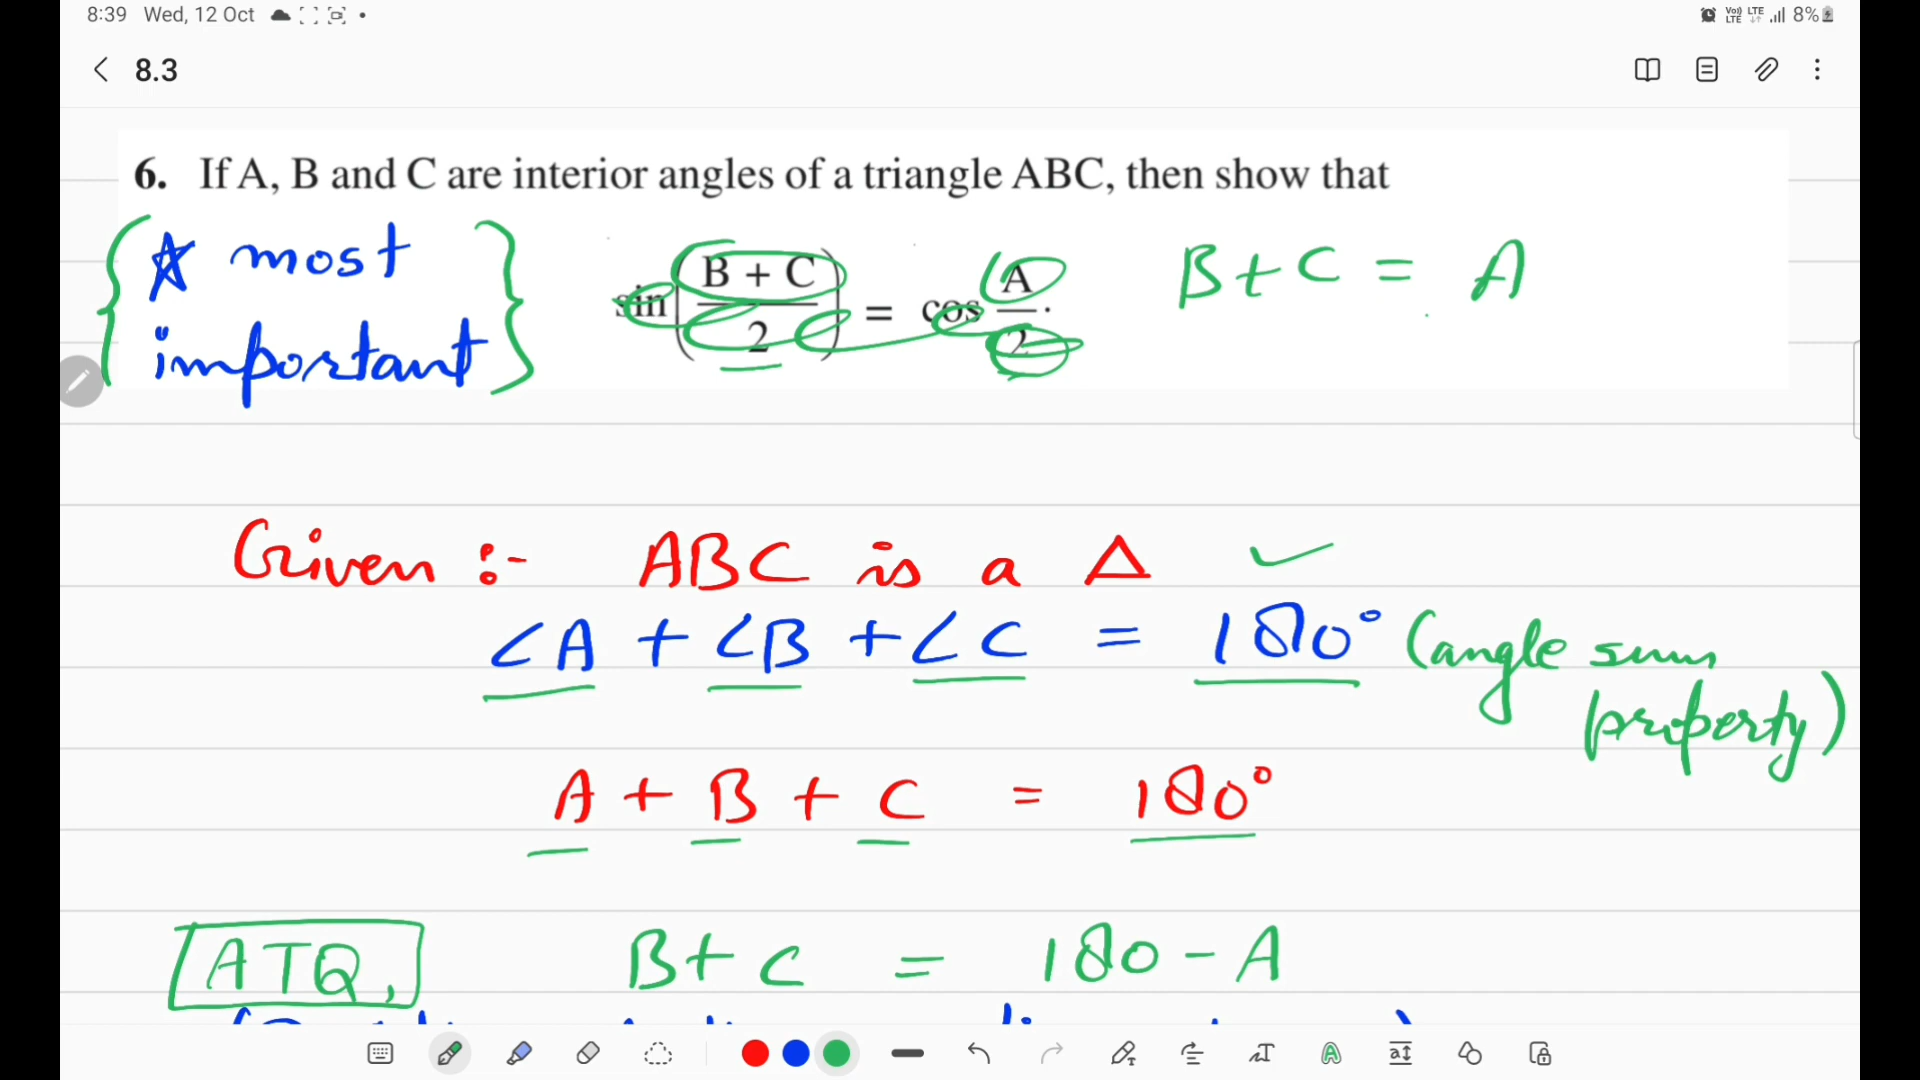 8:39 Wed, 12 Oct
8%
8.3
6. If A, B and C are interior angles of a triangle ABC, then show that
☆ most
important
sin(B + C / 2) = cos A/2.
B + C = A
Given :- ABC is a Δ ✓
∠A + ∠B + ∠C = 180° (angle sum
property)
A + B + C = 180°
ATQ, B + C = 180 - A